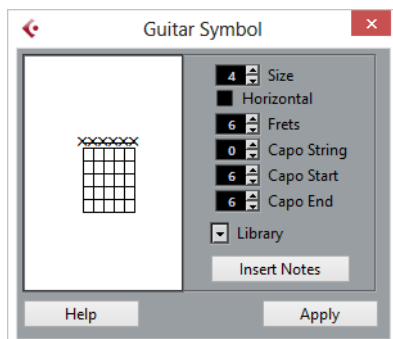 Guitar Symbol
4 Size
Horizontal
6 Frets
0 Capo String
6 Capo Start
6 Capo End
Library
Insert Notes
xxxxxx
Help Apply